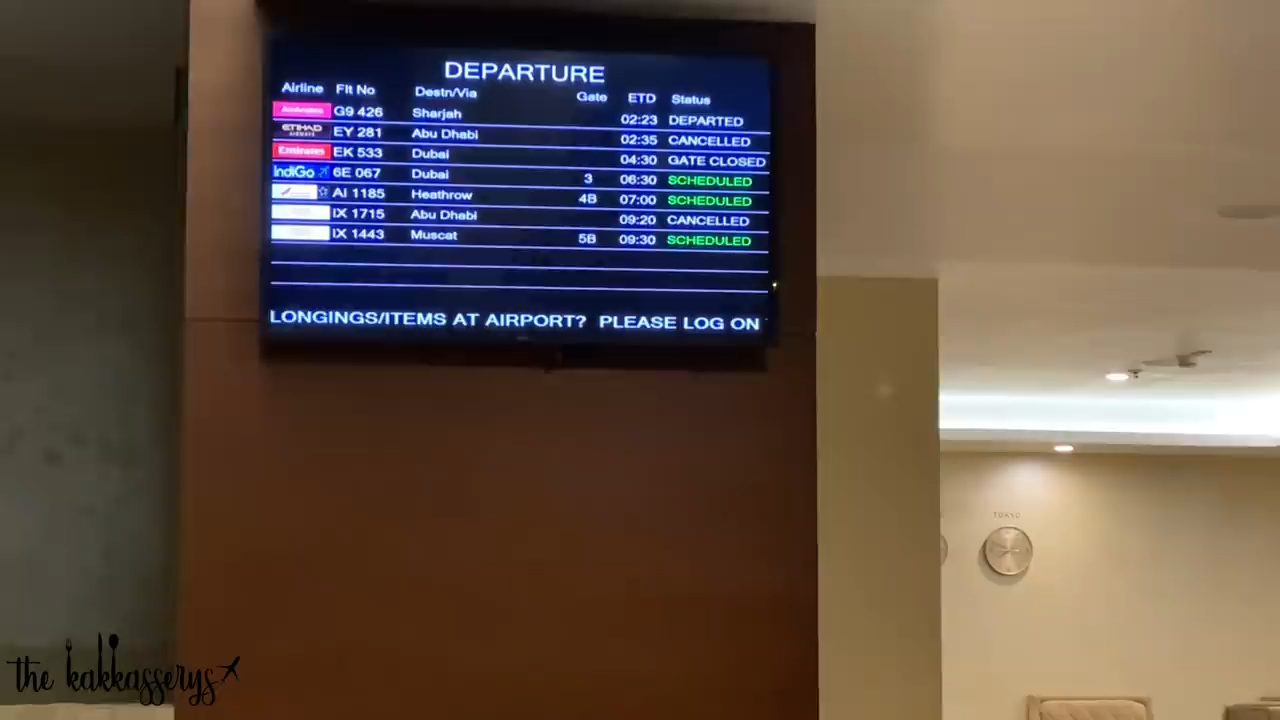 DEPARTURE
Airline Flt No Destn/Via Gate ETD Status
AirArabia G9 426 Sharjah 02:23 DEPARTED
ETIHAD AIRWAYS EY 281 Abu Dhabi 02:35 CANCELLED
Emirates EK 533 Dubai 04:30 GATE CLOSED
IndiGo 6E 067 Dubai 3 06:30 SCHEDULED
AI 1185 Heathrow 4B 07:00 SCHEDULED
IX 1715 Abu Dhabi 09:20 CANCELLED
IX 1443 Muscat 5B 09:30 SCHEDULED
LONGINGS/ITEMS AT AIRPORT? PLEASE LOG ON
TOKYO
the kakkasserys